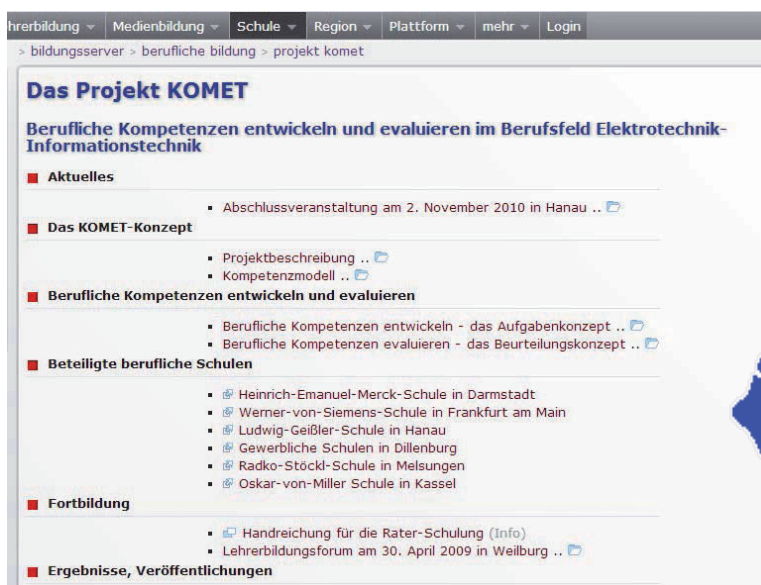 Medienbildung Schule Region Plattform mehr Login
> bildungsserver > berufliche bildung > projekt komet
Das Projekt KOMET
Berufliche Kompetenzen entwickeln und evaluieren im Berufsfeld Elektrotechnik-
Informationstechnik
Aktuelles
Abschlussveranstaltung am 2. November 2010 in Hanau ..
Das KOMET-Konzept
Projektbeschreibung ..
Kompetenzmodell ..
Berufliche Kompetenzen entwickeln und evaluieren
Berufliche Kompetenzen entwickeln - das Aufgabenkonzept ..
Berufliche Kompetenzen evaluieren - das Beurteilungskonzept ..
Beteiligte berufliche Schulen
Heinrich-Emanuel-Merck-Schule in Darmstadt
Werner-von-Siemens-Schule in Frankfurt am Main
Ludwig-Geißler-Schule in Hanau
Gewerbliche Schulen in Dillenburg
Radko-Stöckl-Schule in Melsungen
Oskar-von-Miller Schule in Kassel
Fortbildung
Handreichung für die Rater-Schulung (Info)
Lehrerbildungsforum am 30. April 2009 in Weilburg ..
Ergebnisse, Veröffentlichungen